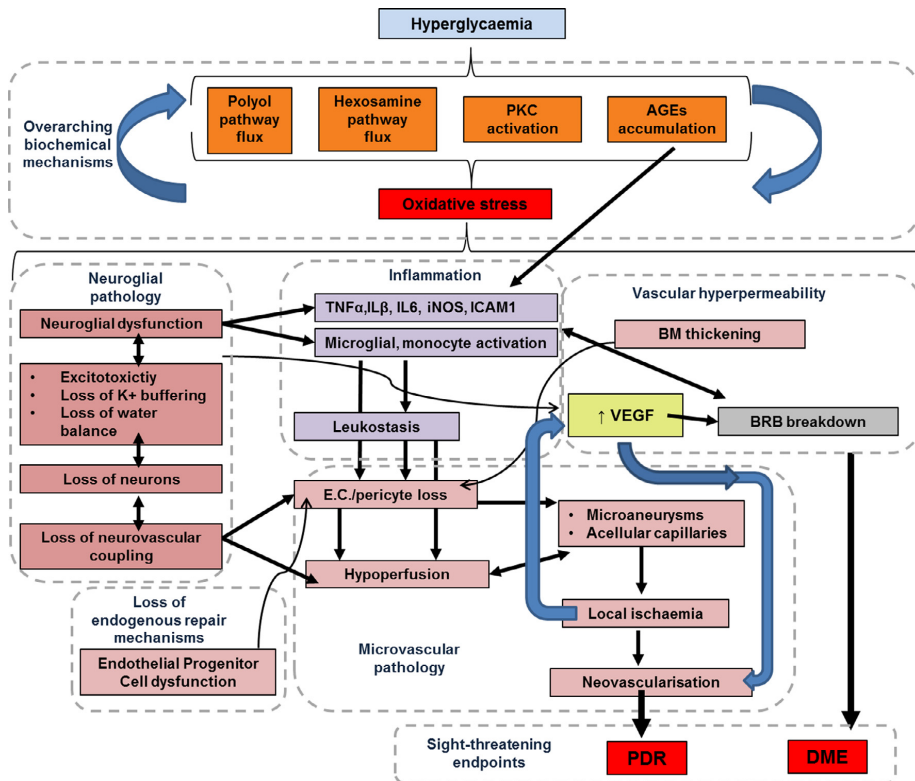 Hyperglycaemia
Overarching
biochemical
mechanisms
Polyol
pathway
flux
Hexosamine
pathway
flux
PKC
activation
AGEs
accumulation
Oxidative stress
Neuroglial
pathology
Neuroglial dysfunction
• Excitotoxictiy
• Loss of K+ buffering
• Loss of water
balance
Loss of neurons
Loss of neurovascular
coupling
Inflammation
TNFα,ILβ, IL6, iNOS, ICAM1
Microglial, monocyte activation
Leukostasis
Vascular hyperpermeability
BM thickening
↑ VEGF
BRB breakdown
E.C./pericyte loss
Hypoperfusion
• Microaneurysms
• Acellular capillaries
Local ischaemia
Neovascularisation
Microvascular
pathology
Loss of
endogenous repair
mechanisms
Endothelial Progenitor
Cell dysfunction
Sight-threatening
endpoints
PDR
DME